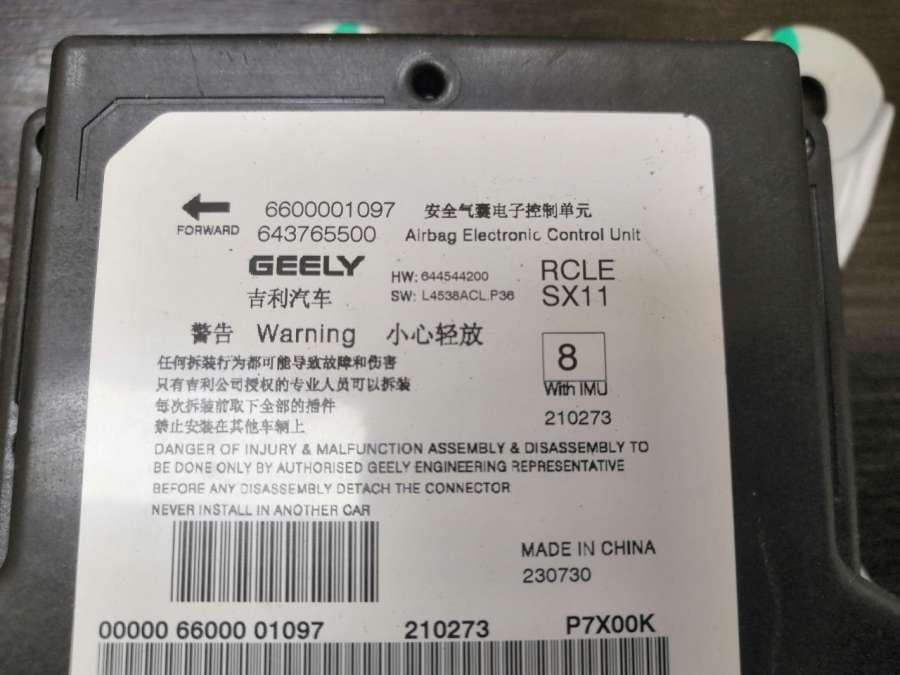 6600001097 安全气囊电子控制单元
FORWARD 643765500 Airbag Electronic Control Unit
GEELY HW: 644544200 RCLE
吉利汽车 SW: L4538ACL.P36 SX11
警告 Warning 小心轻放
8
任何拆装行为都可能导致故障和伤害
只有吉利公司授权的专业人员可以拆装 With IMU
每次拆装前取下全部的插件 210273
禁止安装在其他车辆上
DANGER OF INJURY & MALFUNCTION ASSEMBLY & DISASSEMBLY TO
BE DONE ONLY BY AUTHORISED GEELY ENGINEERING REPRESENTATIVE
BEFORE ANY DISASSEMBLY DETACH THE CONNECTOR
NEVER INSTALL IN ANOTHER CAR
MADE IN CHINA
230730
00000 66000 01097 210273 P7X00K